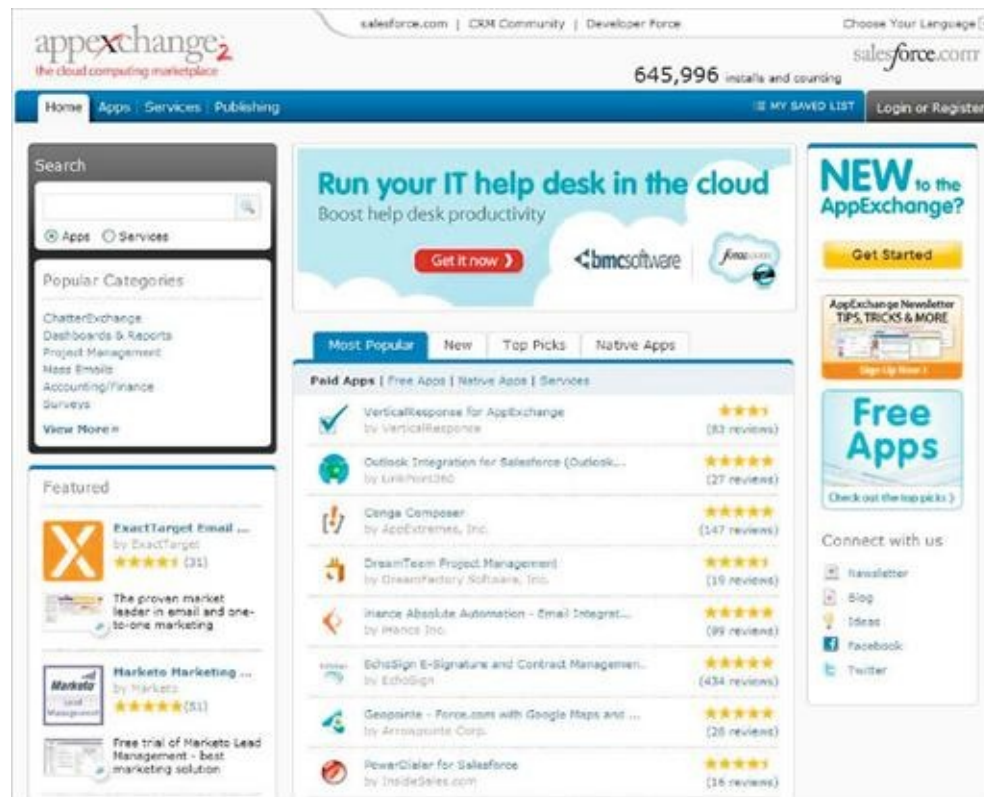 salesforce.com | CRM Community | Developer Force
Choose Your Language
appexchange2
the cloud computing marketplace
salesforce.com
645,996 installs and counting
Home Apps Services Publishing
MY SAVED LIST
Login or Register
Search
Apps Services
Popular Categories
ChatterExchange
Dashboards & Reports
Project Management
Mass Emails
Accounting/Finance
Surveys
View More »
Featured
ExactTarget Email ...
by ExactTarget
(31)
The proven market
leader in email and one-
to-one marketing
Marketo
Lead
Management
Marketo Marketing ...
by Marketo
(51)
Free trial of Marketo Lead
Management - best
marketing solution
Run your IT help desk in the cloud
Boost help desk productivity
Get it now
bmcsoftware
force.com
Most Popular New Top Picks Native Apps
Paid Apps | Free Apps | Native Apps | Services
VerticalResponse for AppExchange
by VerticalResponse
(83 reviews)
Outlook Integration for Salesforce (Outlook...
by LinkPoint360
(27 reviews)
Conga Composer
by AppExtremes, Inc.
(147 reviews)
DreamTeam Project Management
by DreamFactory Software, Inc.
(19 reviews)
iHance Absolute Automation - Email Integrat...
by iHance Inc.
(99 reviews)
EchoSign E-Signature and Contract Managemen...
by EchoSign
(434 reviews)
Geopointe - Force.com with Google Maps and ...
by Arrowpointe Corp.
(28 reviews)
PowerDialer for Salesforce
by InsideSales.com
(16 reviews)
NEW to the
AppExchange?
Get Started
AppExchange Newsletter
TIPS, TRICKS & MORE
Sign Up Now
Free
Apps
Check out the top picks
Connect with us
Newsletter
Blog
Ideas
Facebook
Twitter